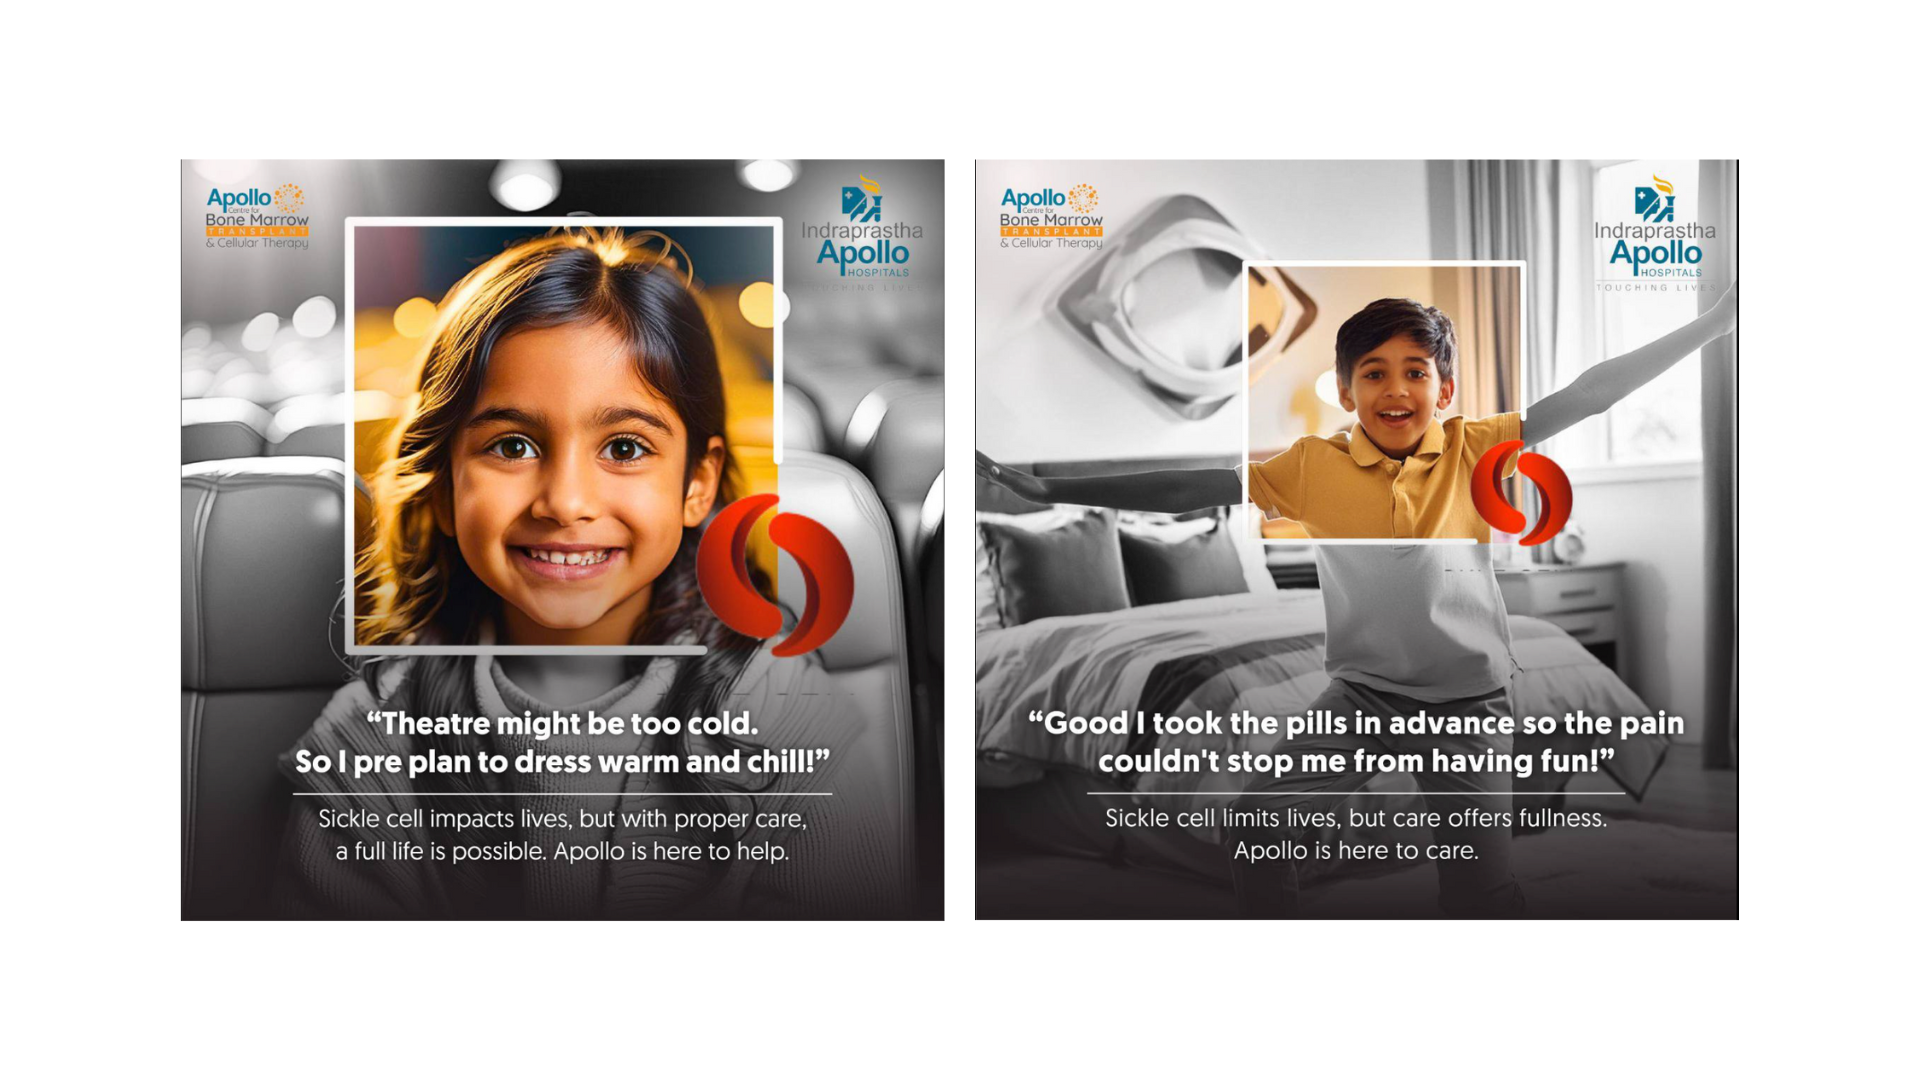 Apollo
Centre for
Bone Marrow
TRANSPLANT
& Cellular Therapy
Indraprastha
Apollo
HOSPITALS
TOUCHING LIVES
“Theatre might be too cold.
So I pre plan to dress warm and chill!”
Sickle cell impacts lives, but with proper care,
a full life is possible. Apollo is here to help.
Apollo
Centre for
Bone Marrow
TRANSPLANT
& Cellular Therapy
Indraprastha
Apollo
HOSPITALS
TOUCHING LIVES
“Good I took the pills in advance so the pain
couldn't stop me from having fun!”
Sickle cell limits lives, but care offers fullness.
Apollo is here to care.